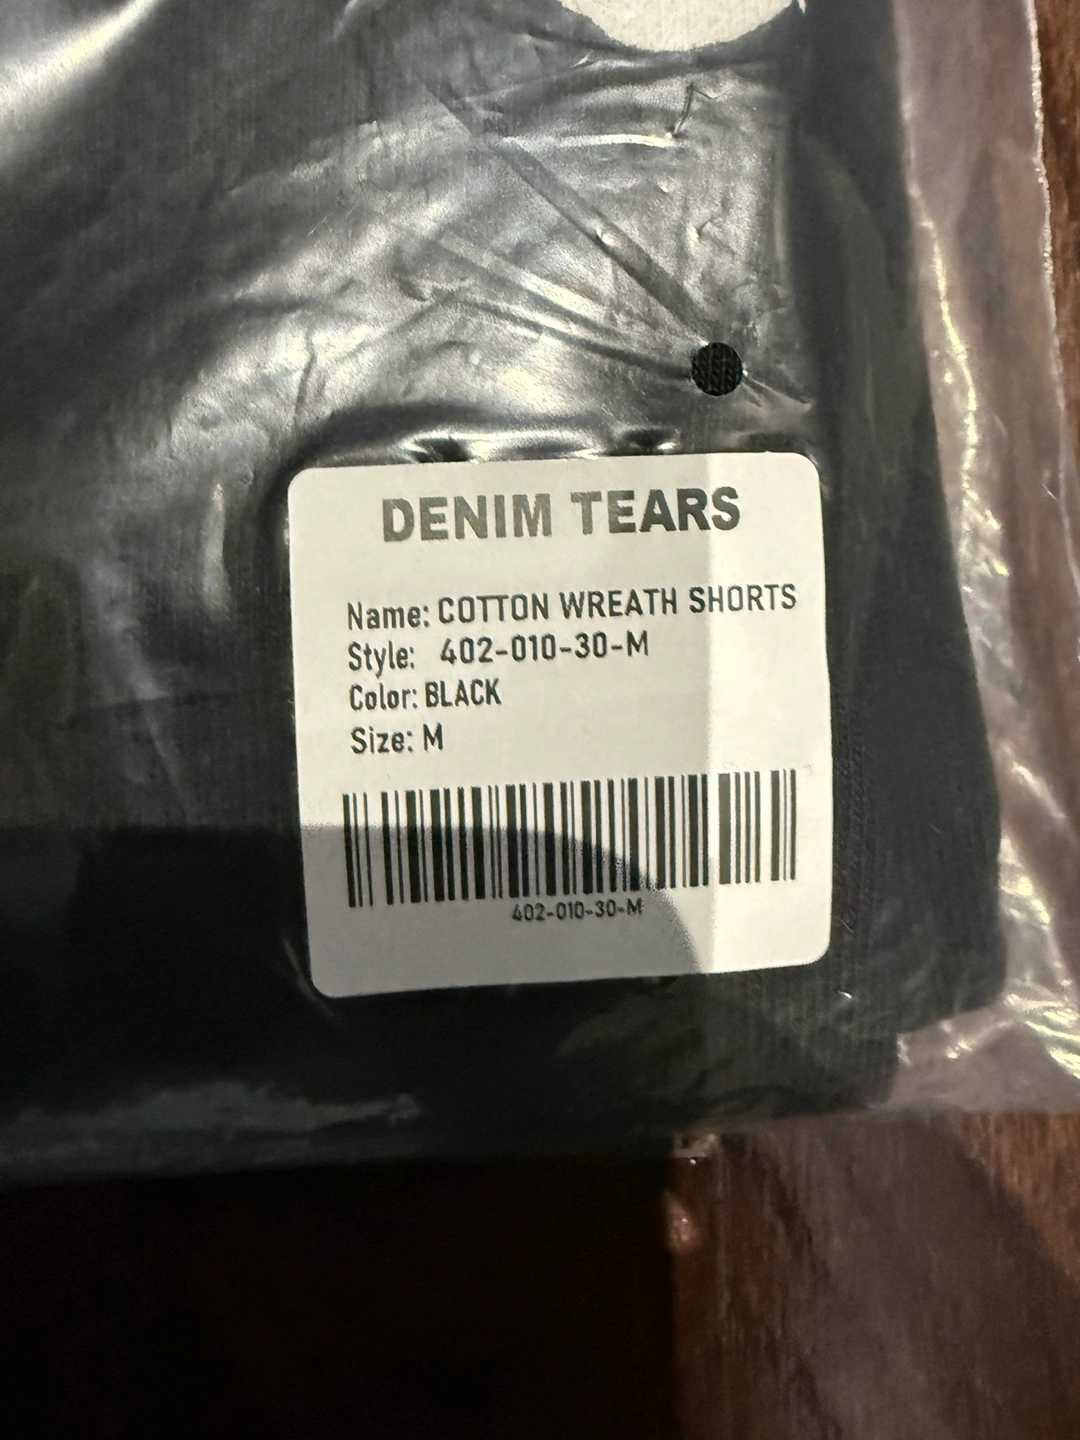 DENIM TEARS
Name: COTTON WREATH SHORTS
Style: 402-010-30-M
Color: BLACK
Size: M
402-010-30-M